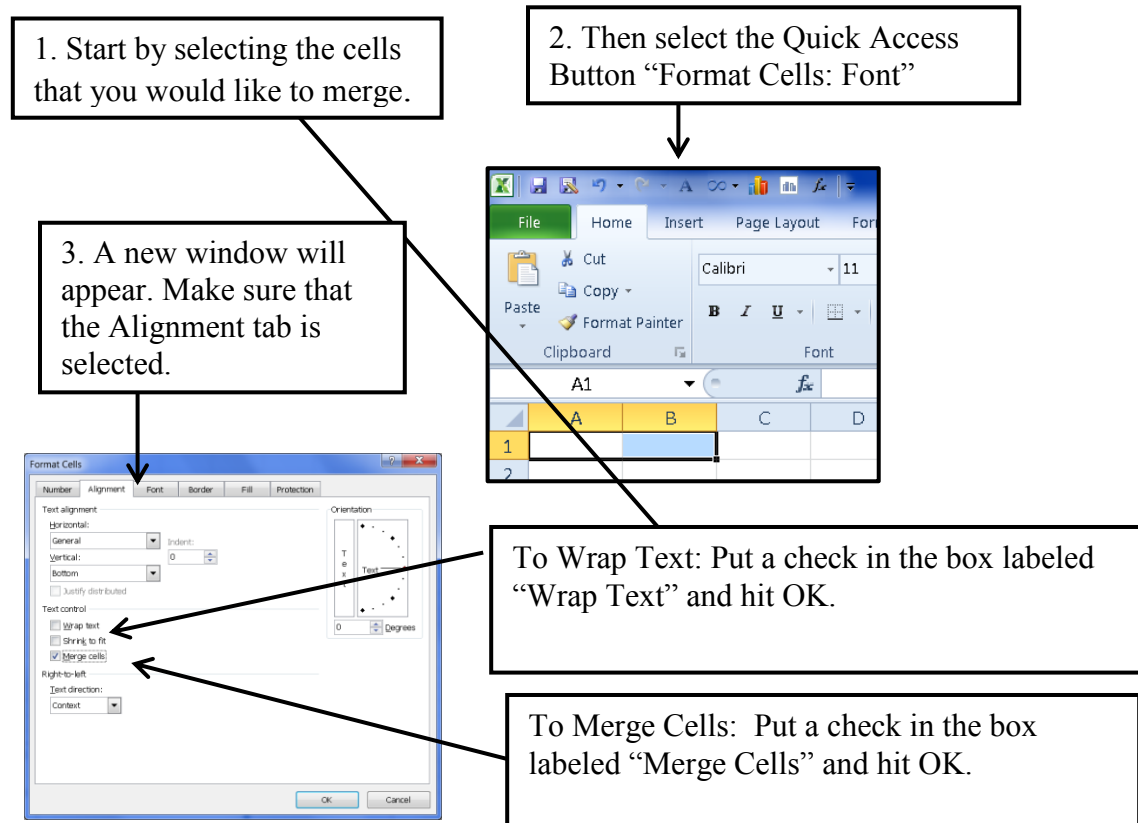 1. Start by selecting the cells
that you would like to merge.
2. Then select the Quick Access
Button “Format Cells: Font”
File Home Insert Page Layout For
Cut
Calibri 11
Copy
Paste
B I U
Format Painter
Clipboard Font
A1 fx
A B C D
1
2
3. A new window will
appear. Make sure that
the Alignment tab is
selected.
Format Cells
Number Alignment Font Border Fill Protection
Text alignment
Horizontal:
General
Indent:
Vertical:
0
Bottom
Justify distributed
Text control
Wrap text
Shrink to fit
Merge cells
Right-to-left
Text direction:
Context
Orientation
Text
Text
0 Degrees
OK Cancel
To Wrap Text: Put a check in the box labeled
“Wrap Text” and hit OK.
To Merge Cells:  Put a check in the box
labeled “Merge Cells” and hit OK.